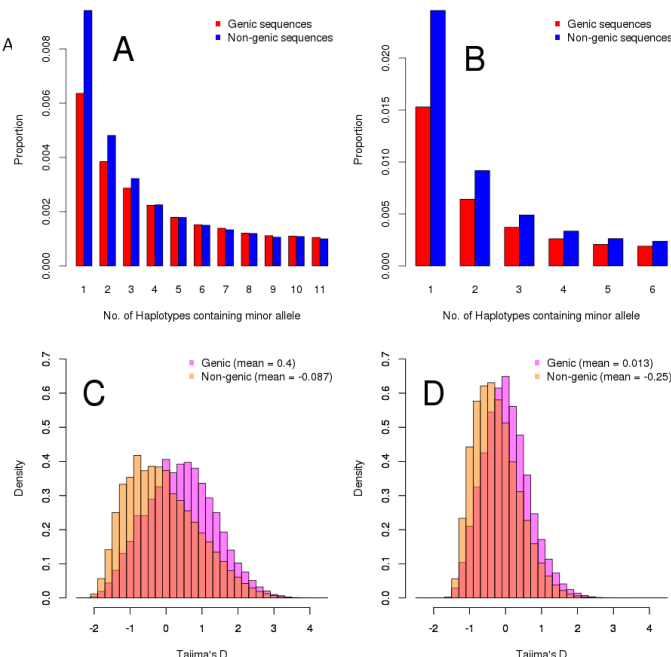 A
A
Genic sequences
Non-genic sequences
Proportion
0.000 0.002 0.004 0.006 0.008
1 2 3 4 5 6 7 8 9 10 11
No. of Haplotypes containing minor allele
B
Genic sequences
Non-genic sequences
Proportion
0.000 0.005 0.010 0.015 0.020
1 2 3 4 5 6
No. of Haplotypes containing minor allele
C
Genic (mean = 0.4)
Non-genic (mean = -0.087)
Density
0.0 0.1 0.2 0.3 0.4 0.5 0.6 0.7
-2 -1 0 1 2 3 4
Tajima's D
D
Genic (mean = 0.013)
Non-genic (mean = -0.25)
Density
0.0 0.1 0.2 0.3 0.4 0.5 0.6 0.7
-2 -1 0 1 2 3 4
Tajima's D